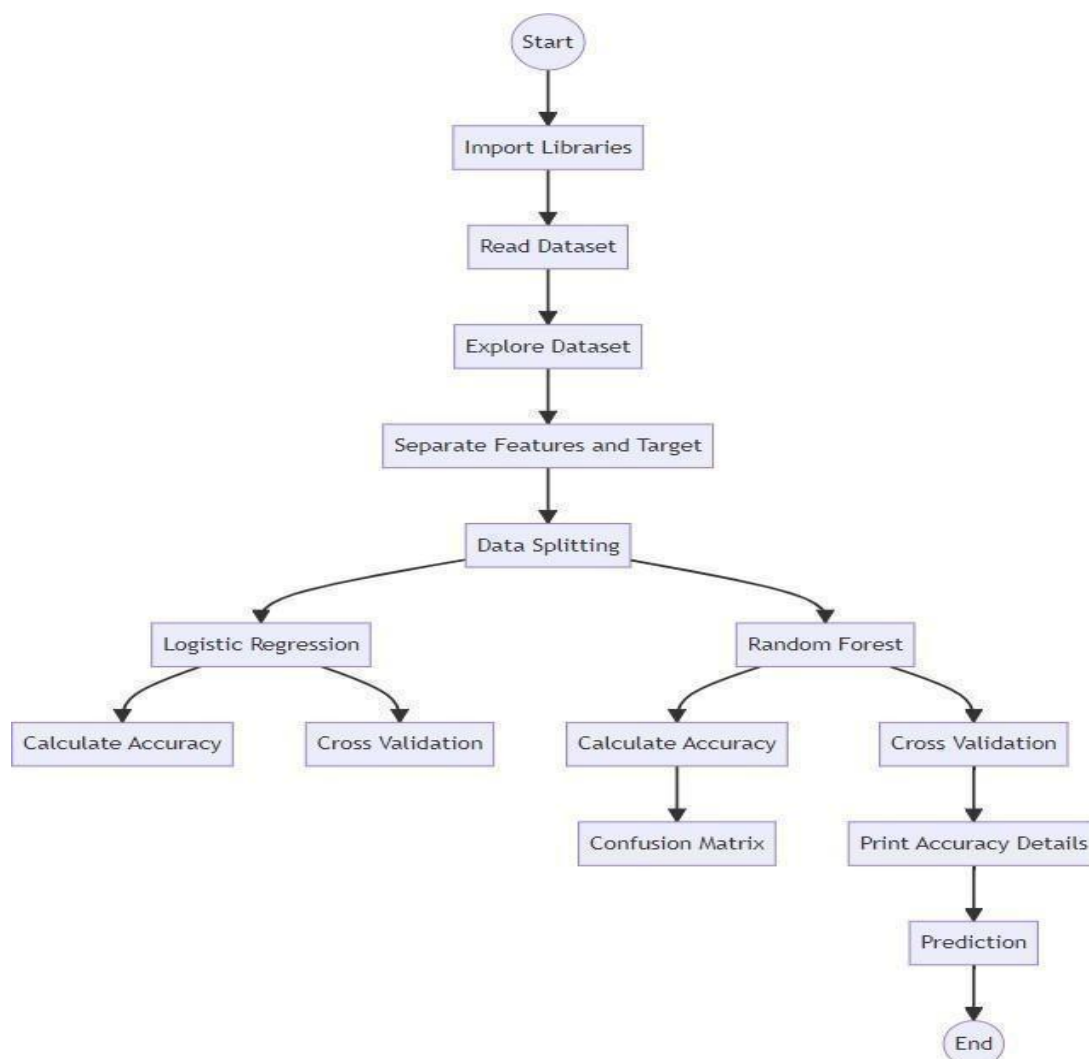 Start
Import Libraries
Read Dataset
Explore Dataset
Separate Features and Target
Data Splitting
Logistic Regression
Random Forest
Calculate Accuracy
Cross Validation
Calculate Accuracy
Cross Validation
Confusion Matrix
Print Accuracy Details
Prediction
End